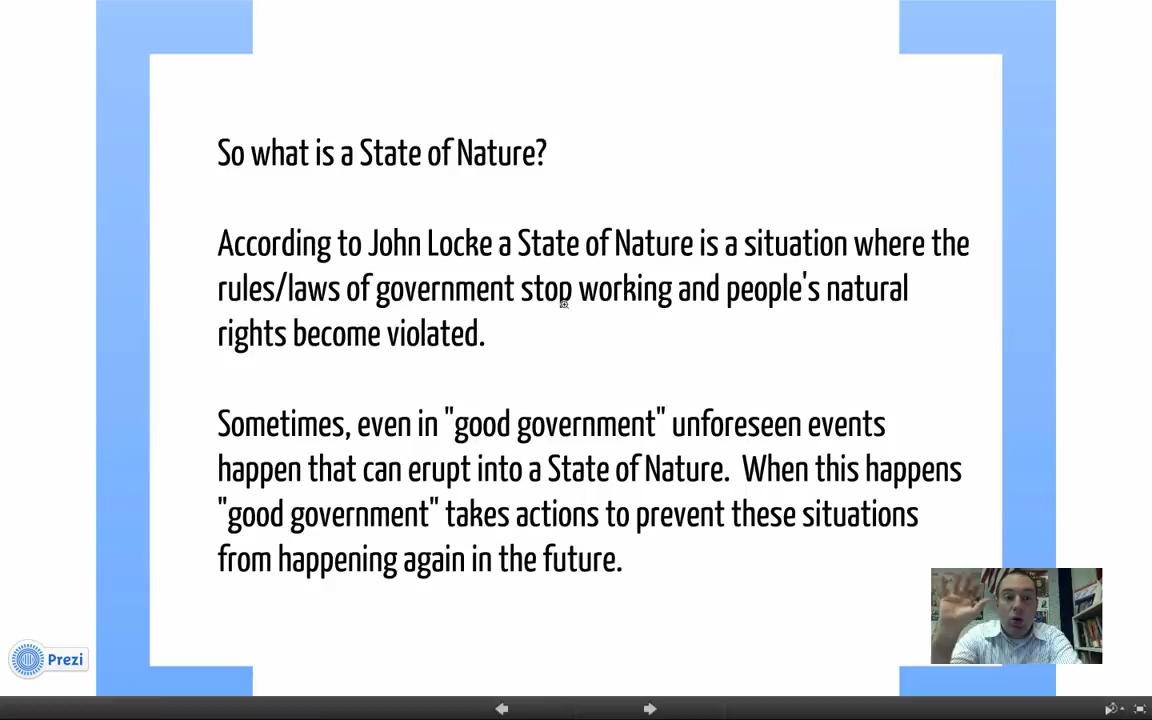 So what is a State of Nature?
According to John Locke a State of Nature is a situation where the
rules/laws of government stop working and people's natural
rights become violated.
Sometimes, even in "good government" unforeseen events
happen that can erupt into a State of Nature.  When this happens
"good government" takes actions to prevent these situations
from happening again in the future.
Prezi